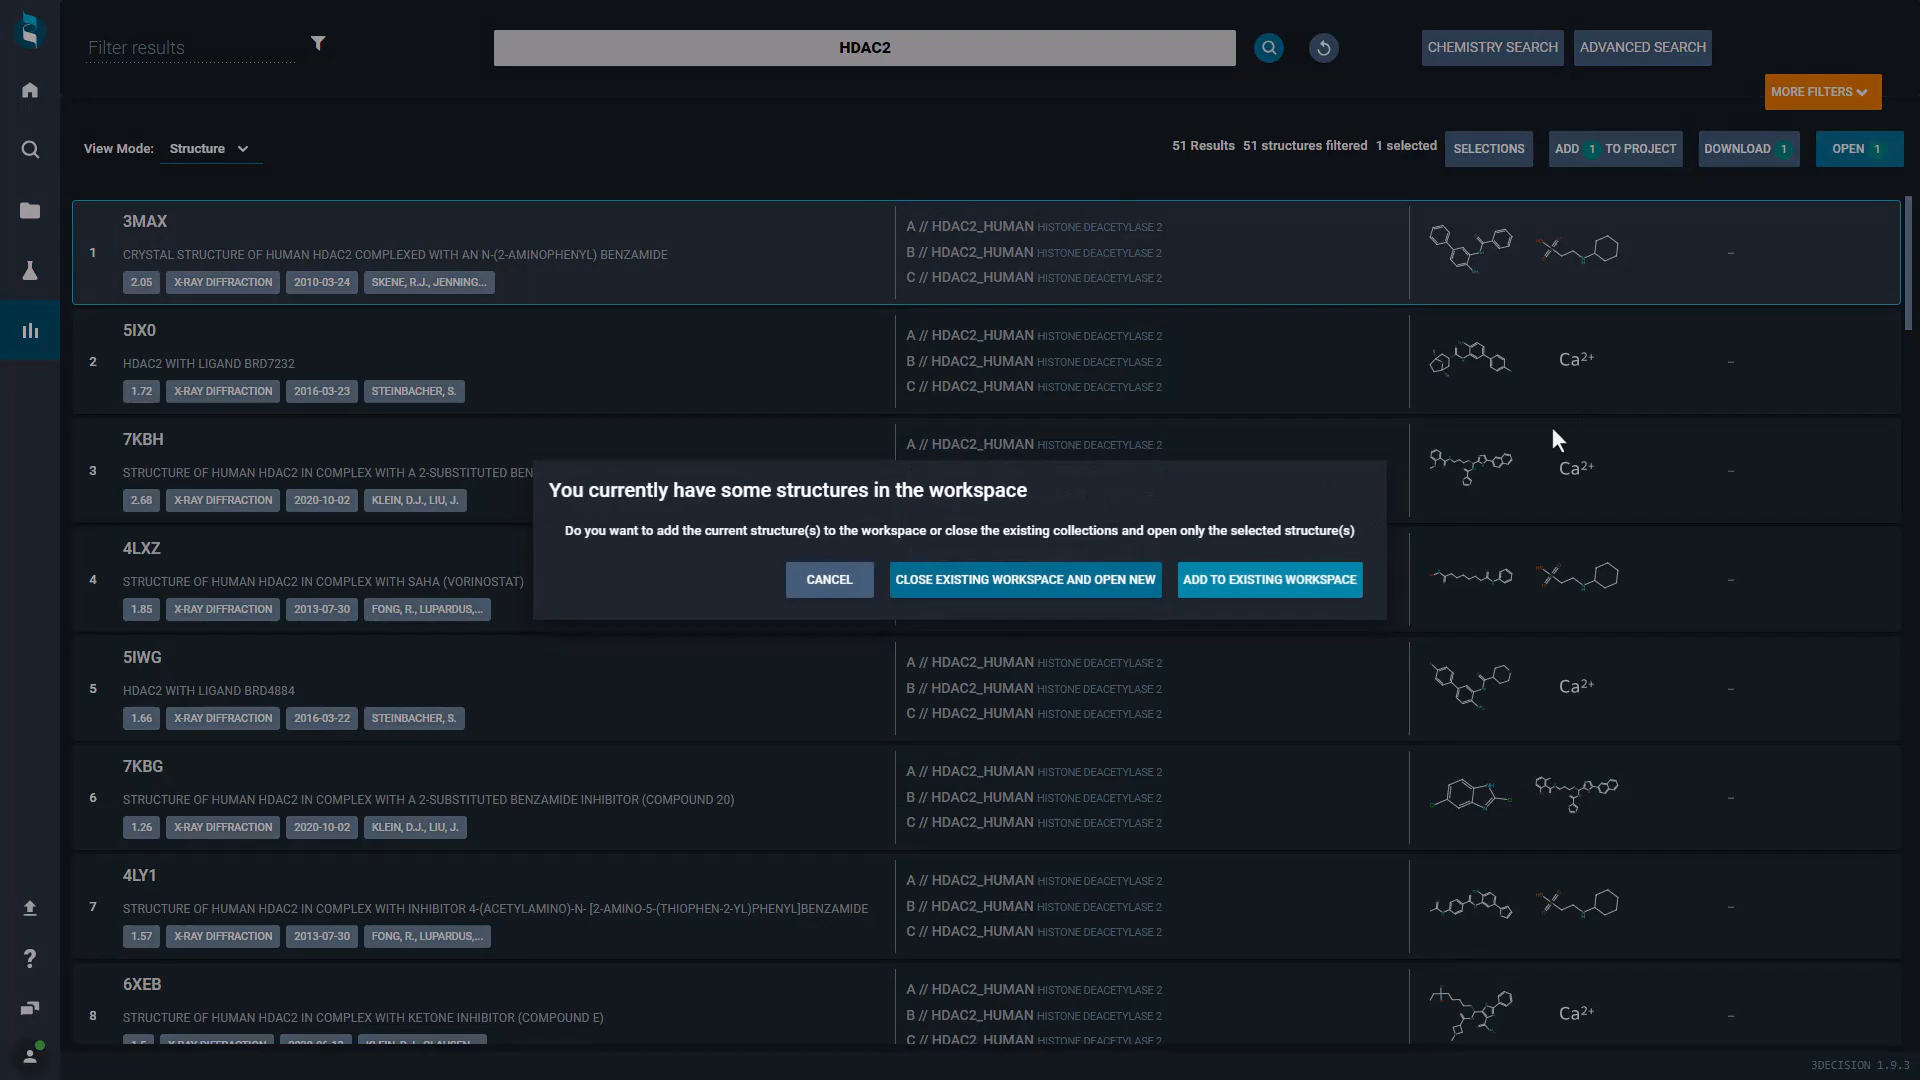 Filter results
HDAC2
CHEMISTRY SEARCH
ADVANCED SEARCH
MORE FILTERS
View Mode: Structure
51 Results 51 structures filtered 1 selected
SELECTIONS
ADD 1 TO PROJECT
DOWNLOAD 1
OPEN 1
1
3MAX
CRYSTAL STRUCTURE OF HUMAN HDAC2 COMPLEXED WITH AN N-(2-AMINOPHENYL) BENZAMIDE
2.05 X-RAY DIFFRACTION 2010-03-24 SKENE, R.J., JENNING...
A // HDAC2_HUMAN HISTONE DEACETYLASE 2
B // HDAC2_HUMAN HISTONE DEACETYLASE 2
C // HDAC2_HUMAN HISTONE DEACETYLASE 2
–
2
5IX0
HDAC2 WITH LIGAND BRD7232
1.72 X-RAY DIFFRACTION 2016-03-23 STEINBACHER, S.
A // HDAC2_HUMAN HISTONE DEACETYLASE 2
B // HDAC2_HUMAN HISTONE DEACETYLASE 2
C // HDAC2_HUMAN HISTONE DEACETYLASE 2
Ca²⁺
–
3
7KBH
STRUCTURE OF HUMAN HDAC2 IN COMPLEX WITH A 2-SUBSTITUTED BEN
2.68 X-RAY DIFFRACTION 2020-10-02 KLEIN, D.J., LIU, J.
A // HDAC2_HUMAN HISTONE DEACETYLASE 2
Ca²⁺
–
You currently have some structures in the workspace
Do you want to add the current structure(s) to the workspace or close the existing collections and open only the selected structure(s)
CANCEL
CLOSE EXISTING WORKSPACE AND OPEN NEW
ADD TO EXISTING WORKSPACE
4
4LXZ
STRUCTURE OF HUMAN HDAC2 IN COMPLEX WITH SAHA (VORINOSTAT)
1.85 X-RAY DIFFRACTION 2013-07-30 FONG, R., LUPARDUS,...
–
5
5IWG
HDAC2 WITH LIGAND BRD4884
1.66 X-RAY DIFFRACTION 2016-03-22 STEINBACHER, S.
A // HDAC2_HUMAN HISTONE DEACETYLASE 2
B // HDAC2_HUMAN HISTONE DEACETYLASE 2
C // HDAC2_HUMAN HISTONE DEACETYLASE 2
Ca²⁺
–
6
7KBG
STRUCTURE OF HUMAN HDAC2 IN COMPLEX WITH A 2-SUBSTITUTED BENZAMIDE INHIBITOR (COMPOUND 20)
1.26 X-RAY DIFFRACTION 2020-10-02 KLEIN, D.J., LIU, J.
A // HDAC2_HUMAN HISTONE DEACETYLASE 2
B // HDAC2_HUMAN HISTONE DEACETYLASE 2
C // HDAC2_HUMAN HISTONE DEACETYLASE 2
–
7
4LY1
STRUCTURE OF HUMAN HDAC2 IN COMPLEX WITH INHIBITOR 4-(ACETYLAMINO)-N- [2-AMINO-5-(THIOPHEN-2-YL)PHENYL]BENZAMIDE
1.57 X-RAY DIFFRACTION 2013-07-30 FONG, R., LUPARDUS,...
A // HDAC2_HUMAN HISTONE DEACETYLASE 2
B // HDAC2_HUMAN HISTONE DEACETYLASE 2
C // HDAC2_HUMAN HISTONE DEACETYLASE 2
–
8
6XEB
STRUCTURE OF HUMAN HDAC2 IN COMPLEX WITH KETONE INHIBITOR (COMPOUND E)
X-RAY DIFFRACTION
A // HDAC2_HUMAN HISTONE DEACETYLASE 2
B // HDAC2_HUMAN HISTONE DEACETYLASE 2
C // HDAC2_HUMAN HISTONE DEACETYLASE 2
Ca²⁺
–
3DECISION 1.9.3